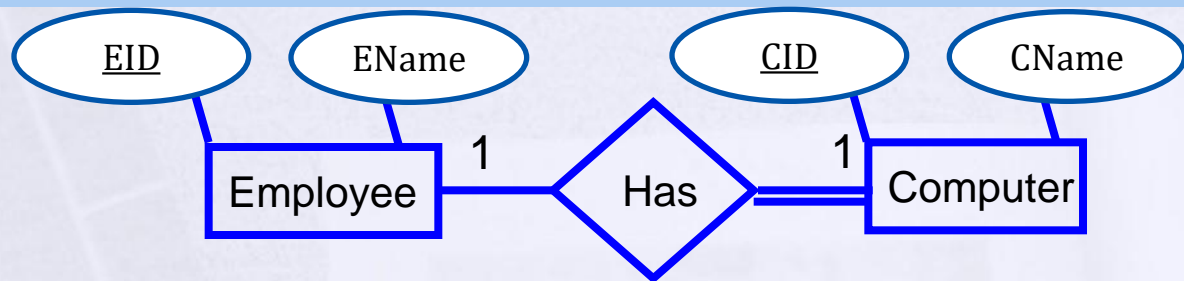 EID
EName
CID
CName
Employee
1
Has
1
Computer